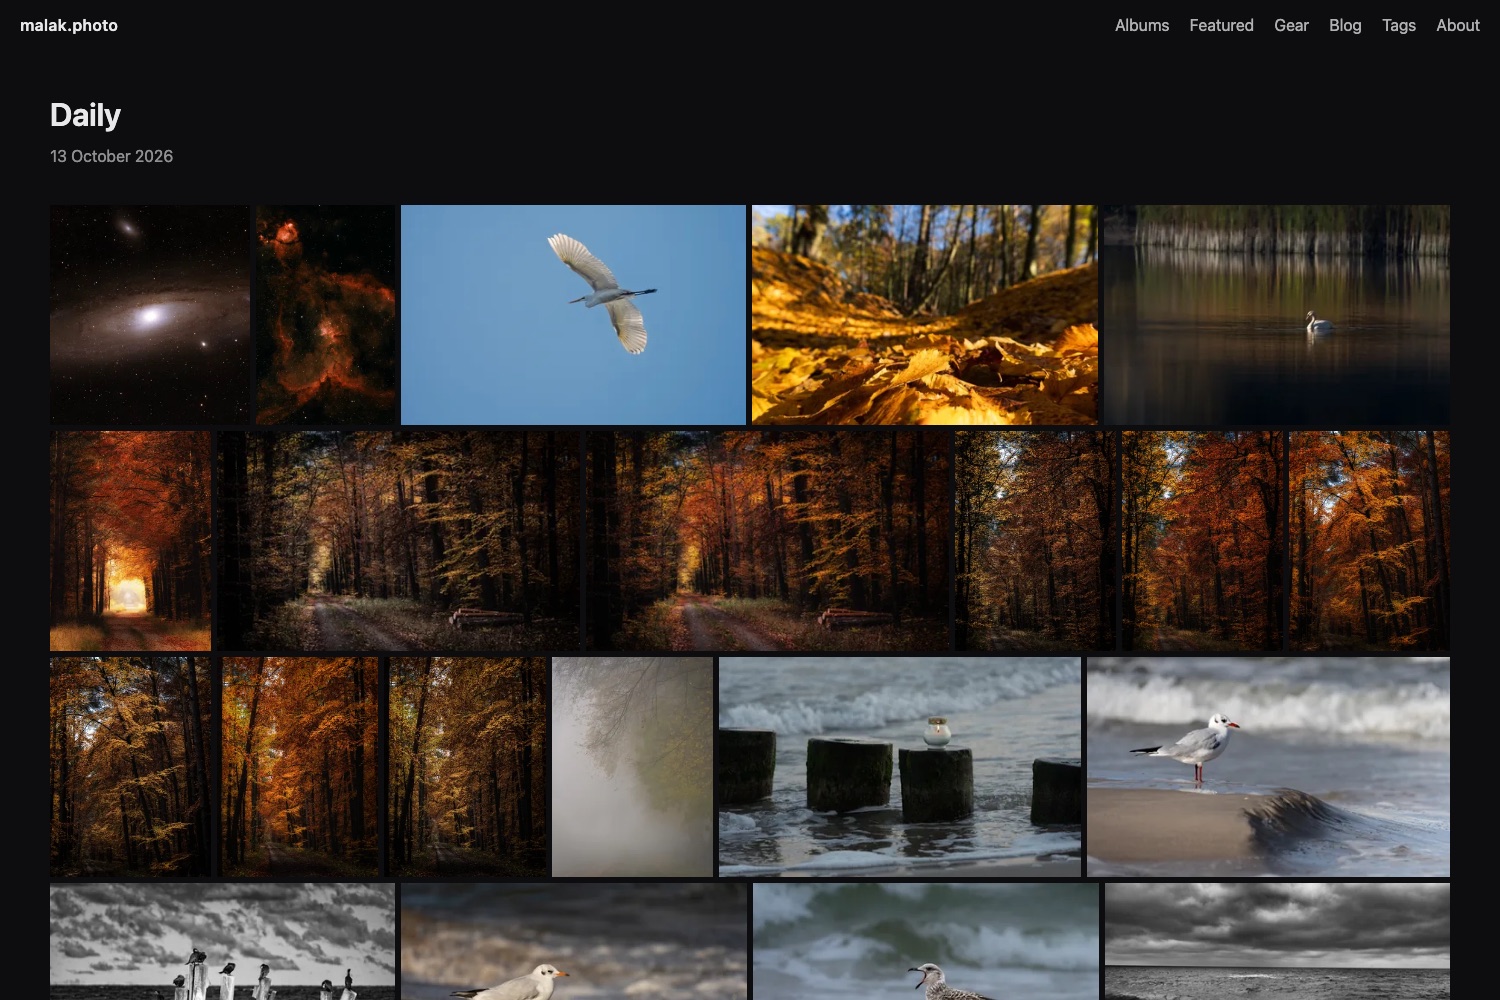 malak.photo
Albums
Featured
Gear
Blog
Tags
About
Daily
13 October 2026